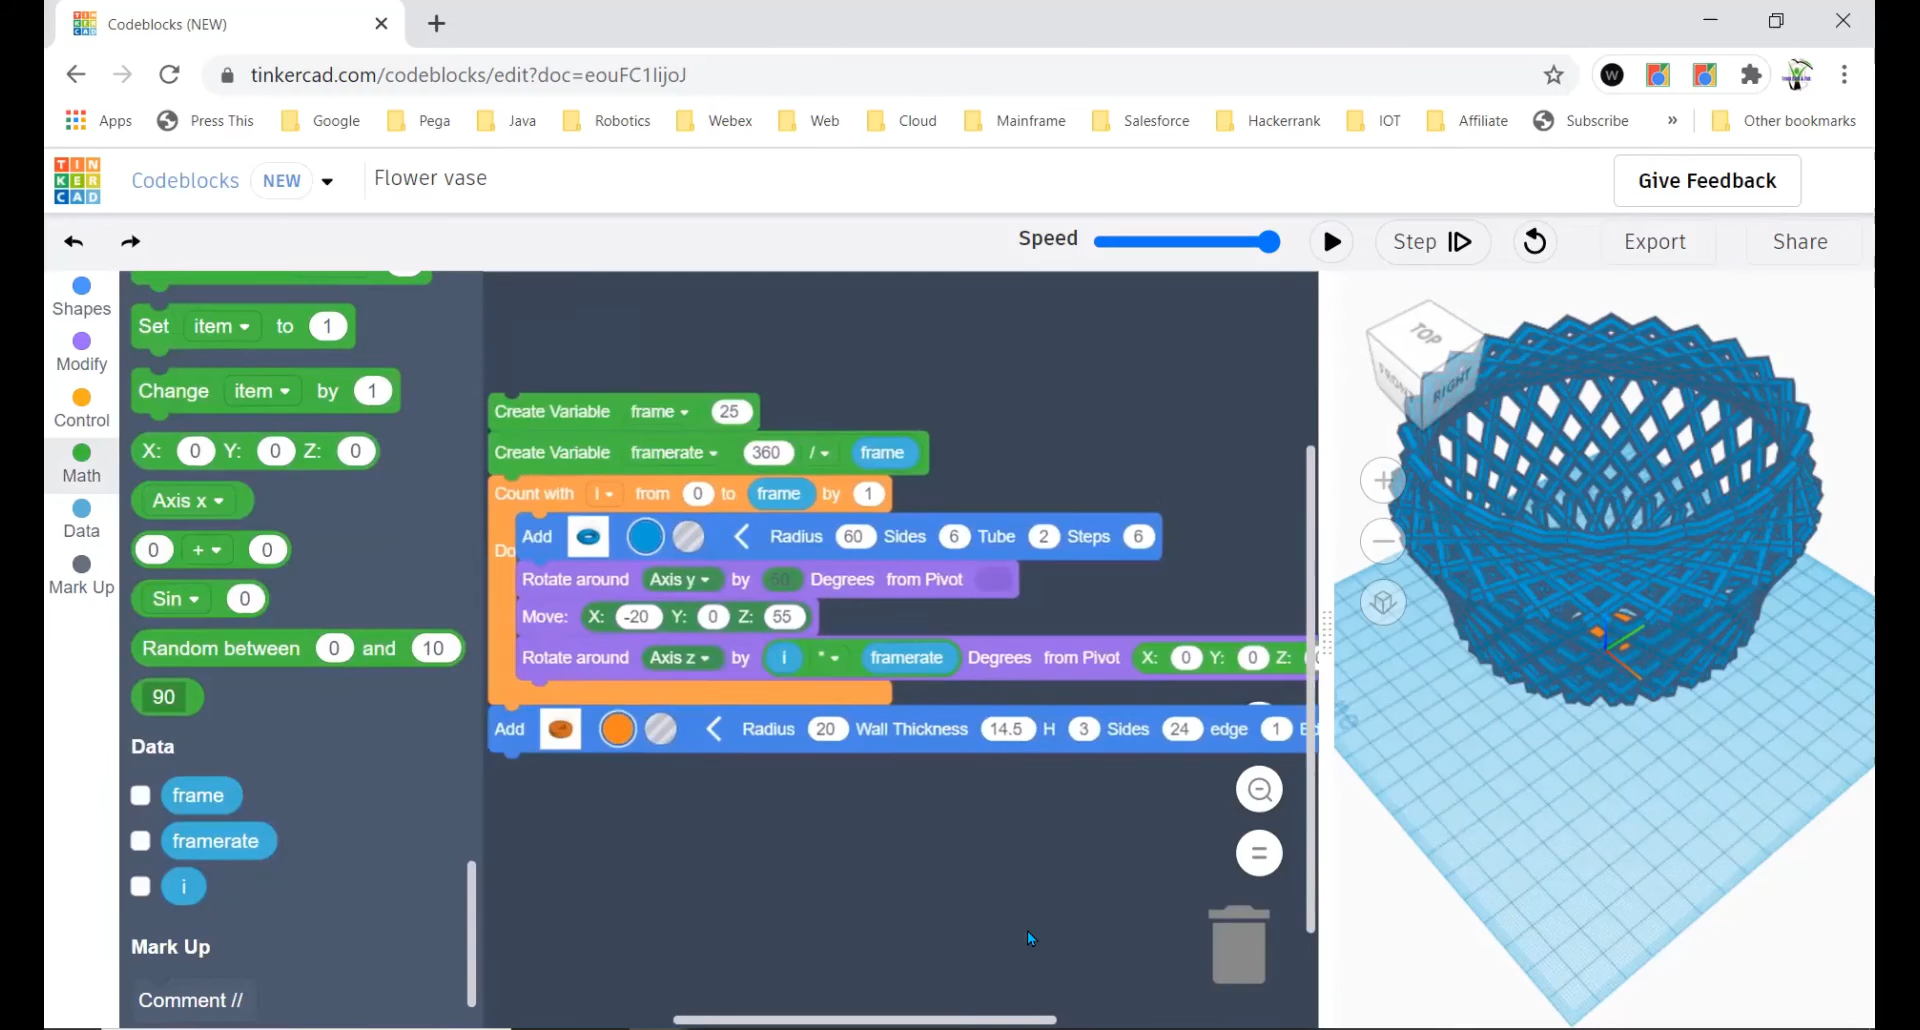 Codeblocks (NEW)
tinkercad.com/codeblocks/edit?doc=eouFC1IijoJ
W
Apps Press This Google Pega Java Robotics Webex Web Cloud Mainframe Salesforce Hackerrank IOT Affiliate Subscribe » Other bookmarks
TIN
KER
CAD
Codeblocks NEW Flower vase Give Feedback
Speed Step Export Share
Shapes
Modify
Control
Math
Data
Mark Up
Set item to 1
Change item by 1
X: 0 Y: 0 Z: 0
Axis x
0 + 0
Sin 0
Random between 0 and 10
90
Data
frame
framerate
i
Mark Up
Comment //
Create Variable frame 25
Create Variable framerate 360 / frame
Count with i from 0 to frame by 1
Do
Add Radius 60 Sides 6 Tube 2 Steps 6
Rotate around Axis y by Degrees from Pivot
Move: X: -20 Y: 0 Z: 55
Rotate around Axis z by i * framerate Degrees from Pivot X: 0 Y: 0 Z:
Add Radius 20 Wall Thickness 14.5 H 3 Sides 24 edge 1
TOP
FRONT
RIGHT